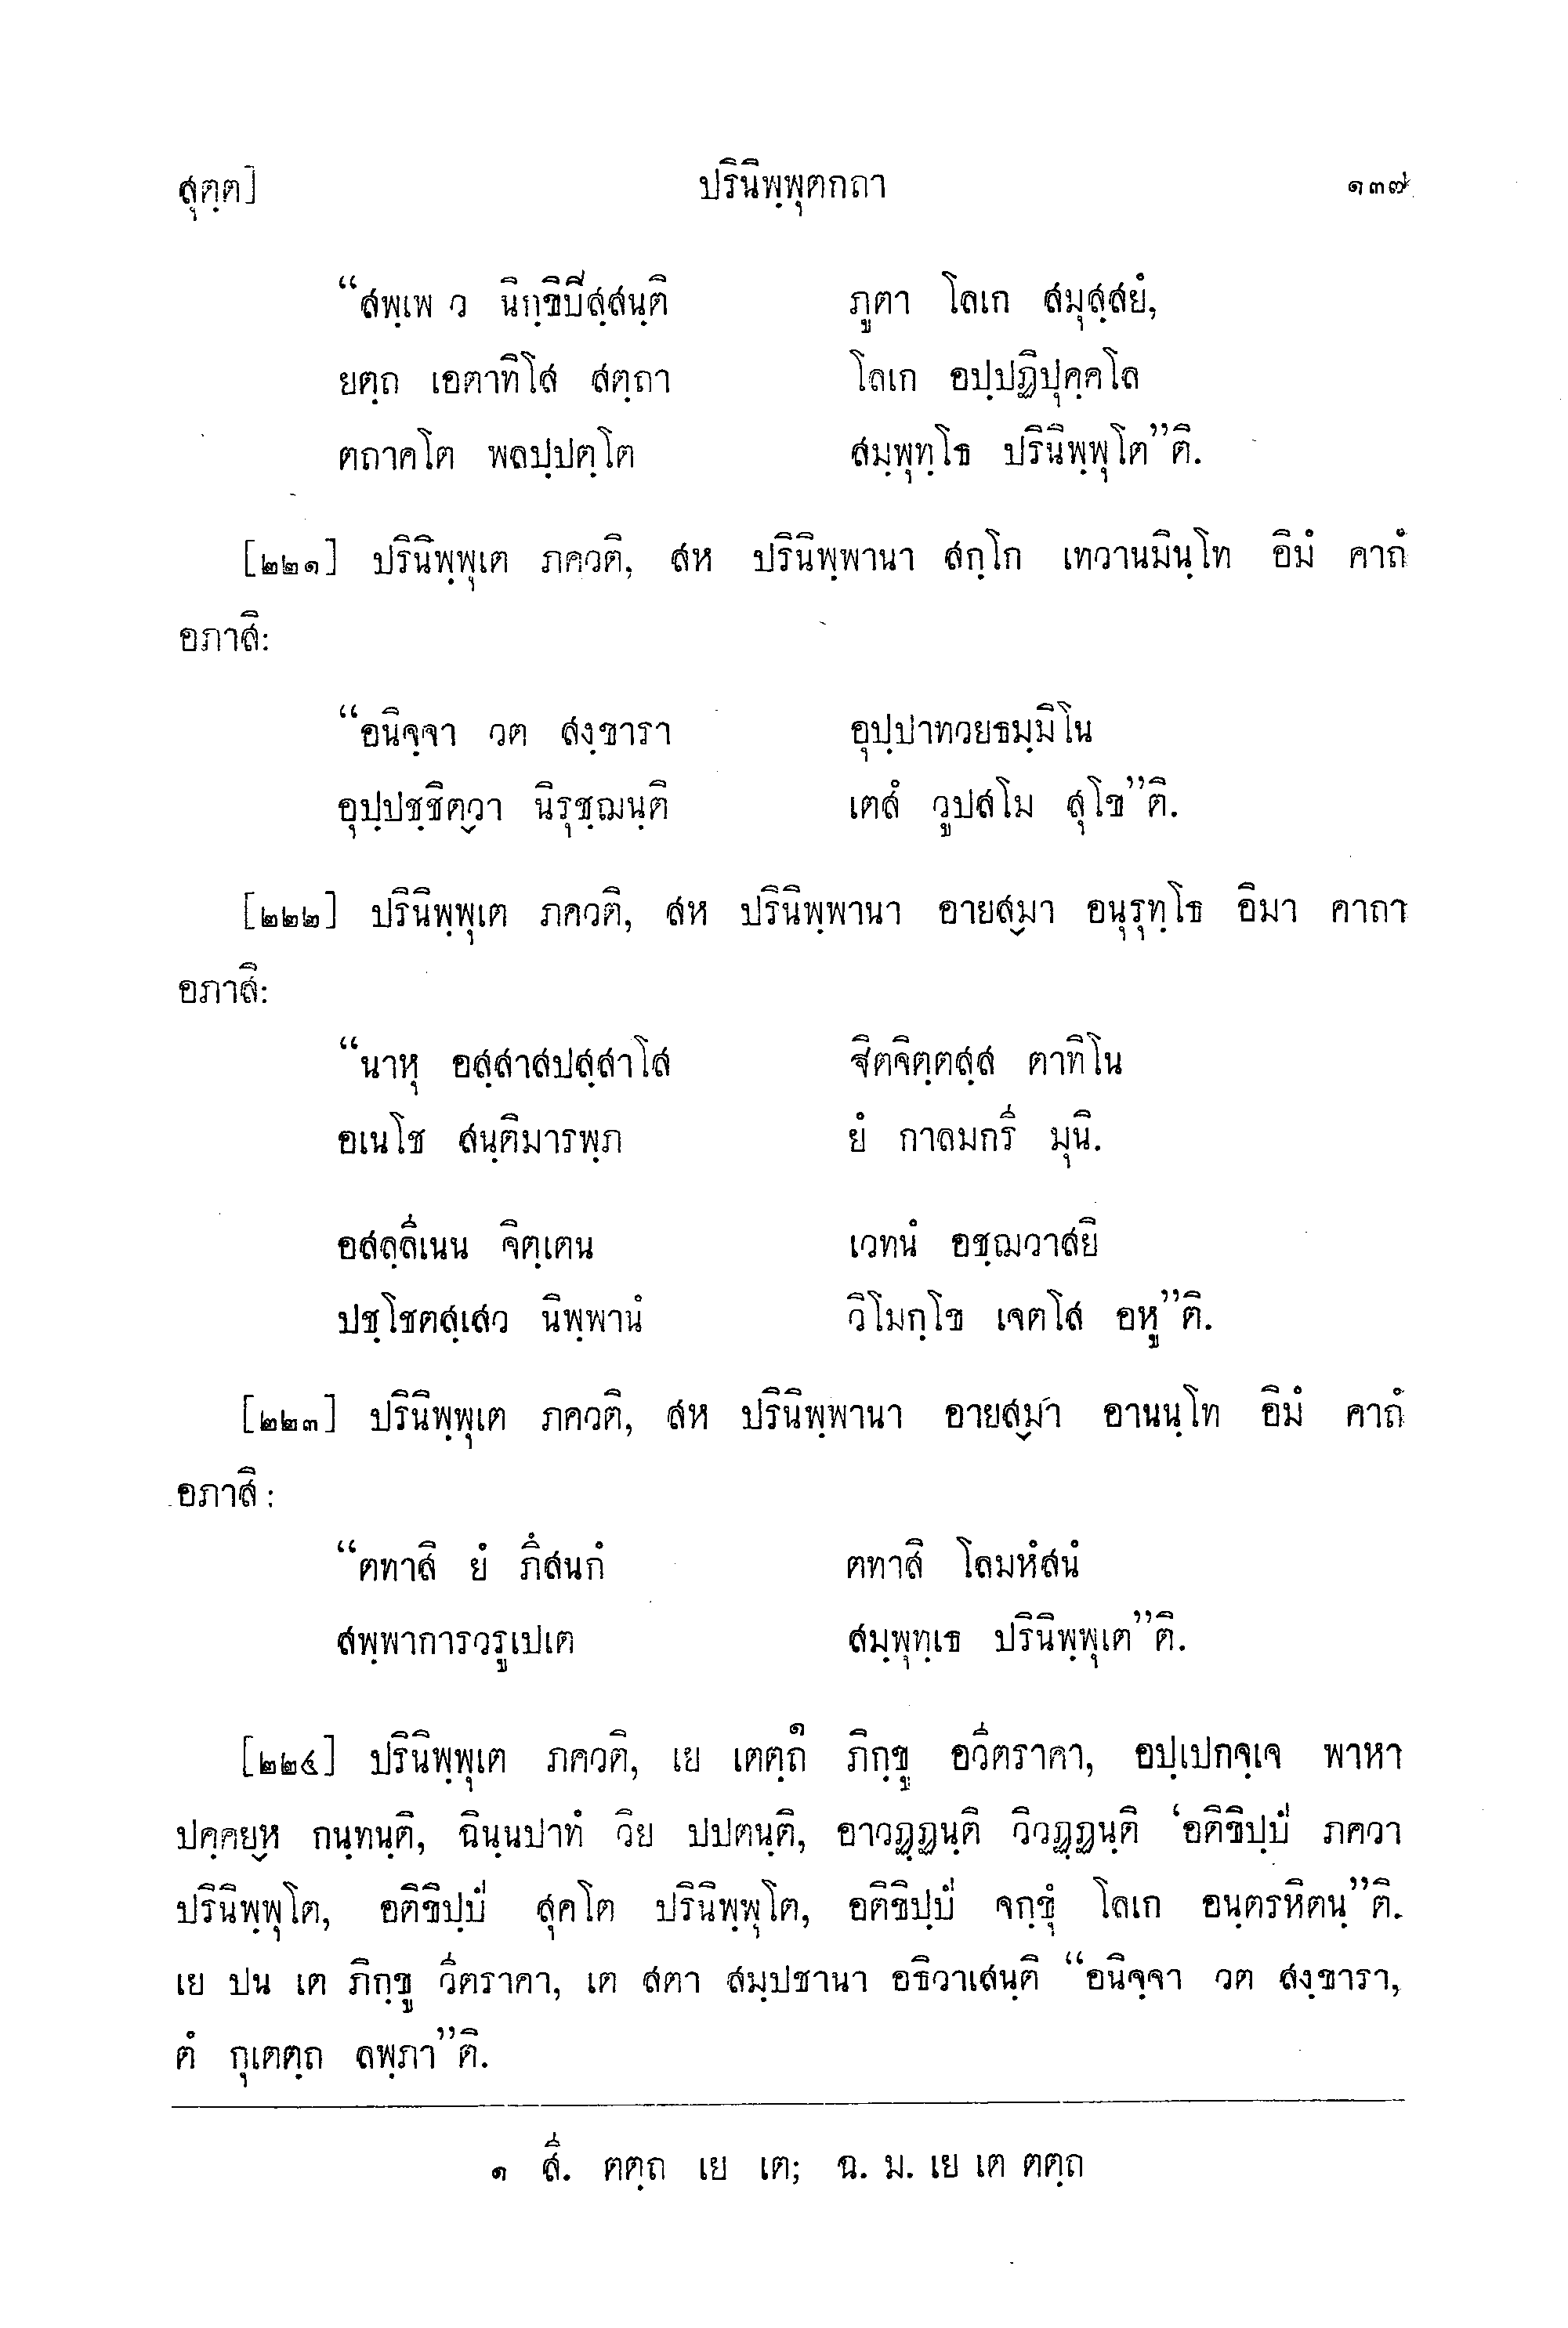 สุตฺต] ปรินิพฺพุตกถา ๑๓๗
“สพฺเพ ว นิกฺขิปิสฺสนฺติ ภูตา โลเก สมุสฺสยํ,
ยตฺถ เอตาทิโส สตฺถา โลเก อปฺปฏิปุคฺคโล
ตถาคโต พลปฺปตฺโต สมฺพุทฺโธ ปรินิพฺพุโต”ติ.
[๒๒๑] ปรินิพฺพุเต ภควติ, สห ปรินิพฺพานา สกฺโก เทวานมินฺโท อิมํ คาถํ
อภาสิ:
“อนิจฺจา วต สงฺขารา อุปฺปาทวยธมฺมิโน
อุปฺปชฺชิตฺวา นิรุชฺฌนฺติ เตสํ วูปสโม สุโข”ติ.
[๒๒๒] ปรินิพฺพุเต ภควติ, สห ปรินิพฺพานา อายสฺมา อนุรุทฺโธ อิมา คาถา
อภาสิ:
“นาหุ อสฺสาสปสฺสาโส ฐิตจิตฺตสฺส ตาทิโน
อเนโช สนฺติมารพฺภ ยํ กาลมกรี มุนิ.
อสลฺลีเนน จิตฺเตน เวทนํ อชฺฌวาสยิ
ปชฺโชตสฺเสว นิพฺพานํ วิโมกฺโข เจตโส อหู”ติ.
[๒๒๓] ปรินิพฺพุเต ภควติ, สห ปรินิพฺพานา อายสฺมา อานนฺโท อิมํ คาถํ
อภาสิ:
“ตทาสิ ยํ ภึสนกํ ตทาสิ โลมหํสนํ
สพฺพาการวรูเปเต สมฺพุทฺเธ ปรินิพฺพุเต”ติ.
[๒๒๔] ปรินิพฺพุเต ภควติ, เย เตตฺถ๑ ภิกฺขู อวีตราคา, อปฺเปกจฺเจ พาหา
ปคฺคยฺห กนฺทนฺติ, ฉินฺนปาทํ วิย ปปตนฺติ, อาวฏฺฏนฺติ วิวฏฺฏนฺติ ‘อติขิปฺปํ ภควา
ปรินิพฺพุโต, อติขิปฺปํ สุคโต ปรินิพฺพุโต, อติขิปฺปํ จกฺขุํ โลเก อนฺตรหิตนฺ”ติ.
เย ปน เต ภิกฺขู วีตราคา, เต สตา สมฺปชานา อธิวาเสนฺติ “อนิจฺจา วต สงฺขารา,
ตํ กุเตตฺถ ลพฺภา”ติ.
๑ สี. ตตฺถ เย เต; ฉ. ม. เย เต ตตฺถ